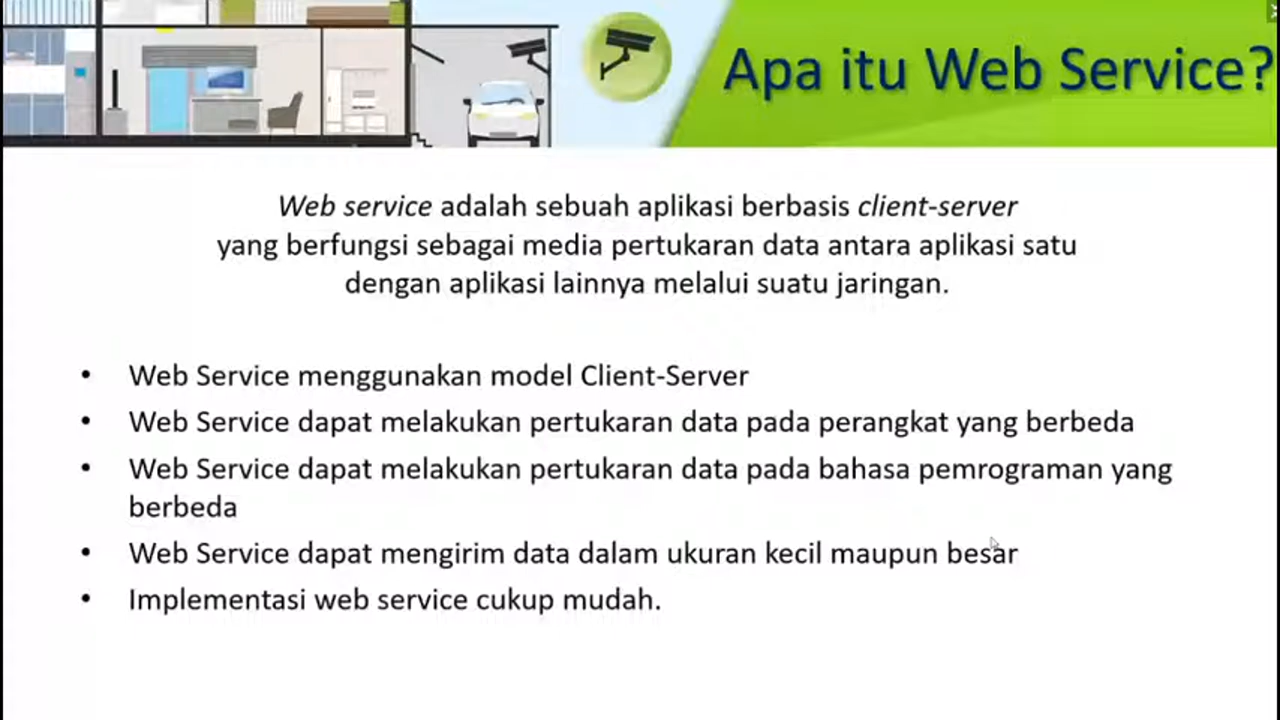 Apa itu Web Service?
Web service adalah sebuah aplikasi berbasis client-server
yang berfungsi sebagai media pertukaran data antara aplikasi satu
dengan aplikasi lainnya melalui suatu jaringan.
• Web Service menggunakan model Client-Server
• Web Service dapat melakukan pertukaran data pada perangkat yang berbeda
• Web Service dapat melakukan pertukaran data pada bahasa pemrograman yang
berbeda
• Web Service dapat mengirim data dalam ukuran kecil maupun besar
• Implementasi web service cukup mudah.